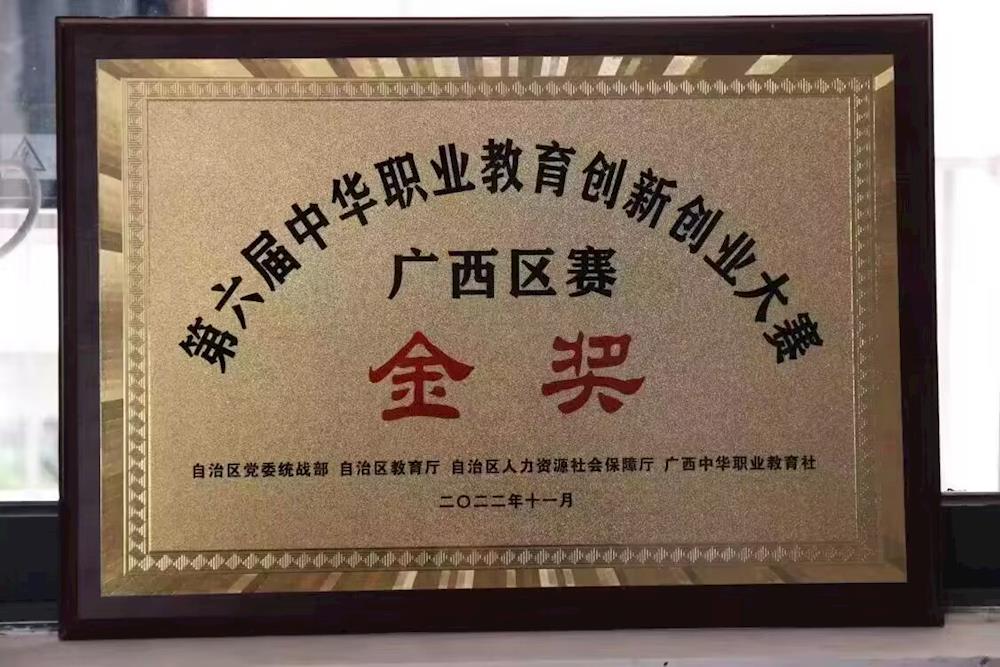 第六届中华职业教育创新创业大赛
广西区赛
金奖
自治区党委统战部 自治区教育厅 自治区人力资源社会保障厅 广西中华职业教育社
二〇二二年十一月